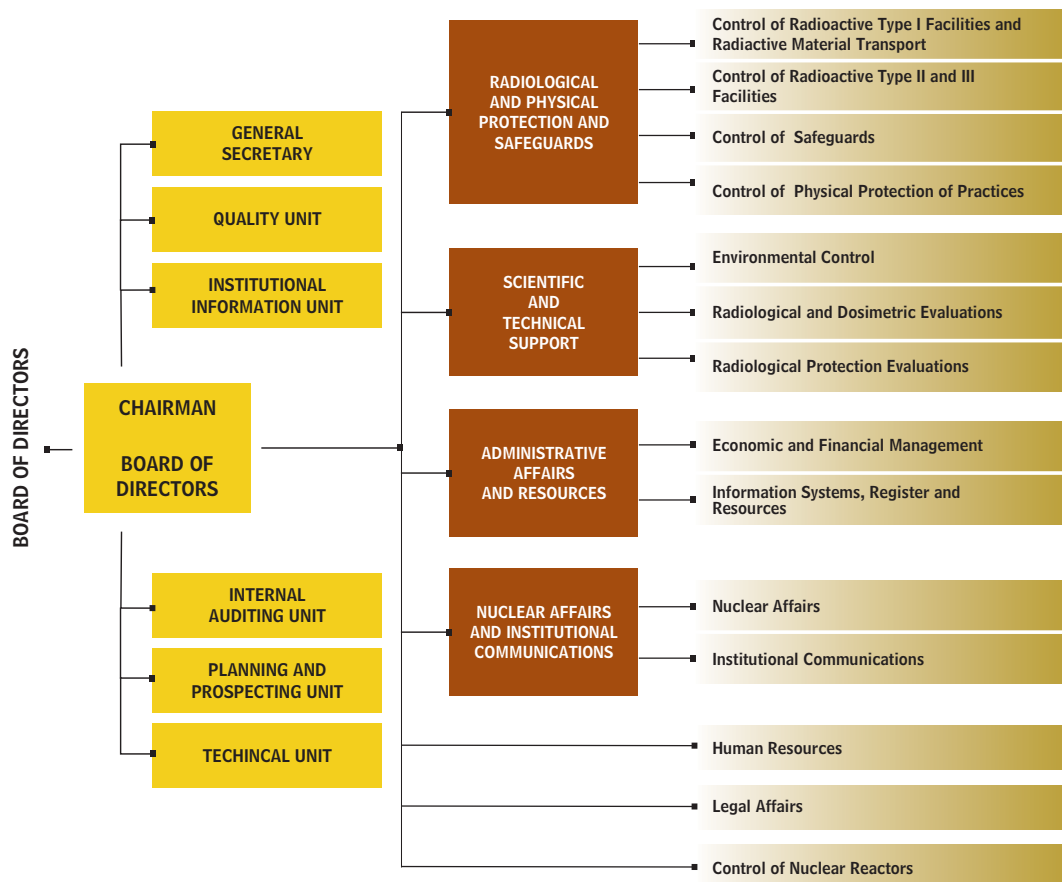 BOARD OF DIRECTORS
CHAIRMAN
BOARD OF
DIRECTORS
GENERAL
SECRETARY
QUALITY UNIT
INSTITUTIONAL
INFORMATION UNIT
INTERNAL
AUDITING UNIT
PLANNING AND
PROSPECTING UNIT
TECHINCAL UNIT
RADIOLOGICAL
AND PHYSICAL
PROTECTION AND
SAFEGUARDS
Control of Radioactive Type I Facilities and
Radiactive Material Transport
Control of Radioactive Type II and III
Facilities
Control of Safeguards
Control of Physical Protection of Practices
SCIENTIFIC
AND
TECHNICAL
SUPPORT
Environmental Control
Radiological and Dosimetric Evaluations
Radiological Protection Evaluations
ADMINISTRATIVE
AFFAIRS
AND RESOURCES
Economic and Financial Management
Information Systems, Register and
Resources
NUCLEAR AFFAIRS
AND INSTITUTIONAL
COMMUNICATIONS
Nuclear Affairs
Institutional Communications
Human Resources
Legal Affairs
Control of Nuclear Reactors